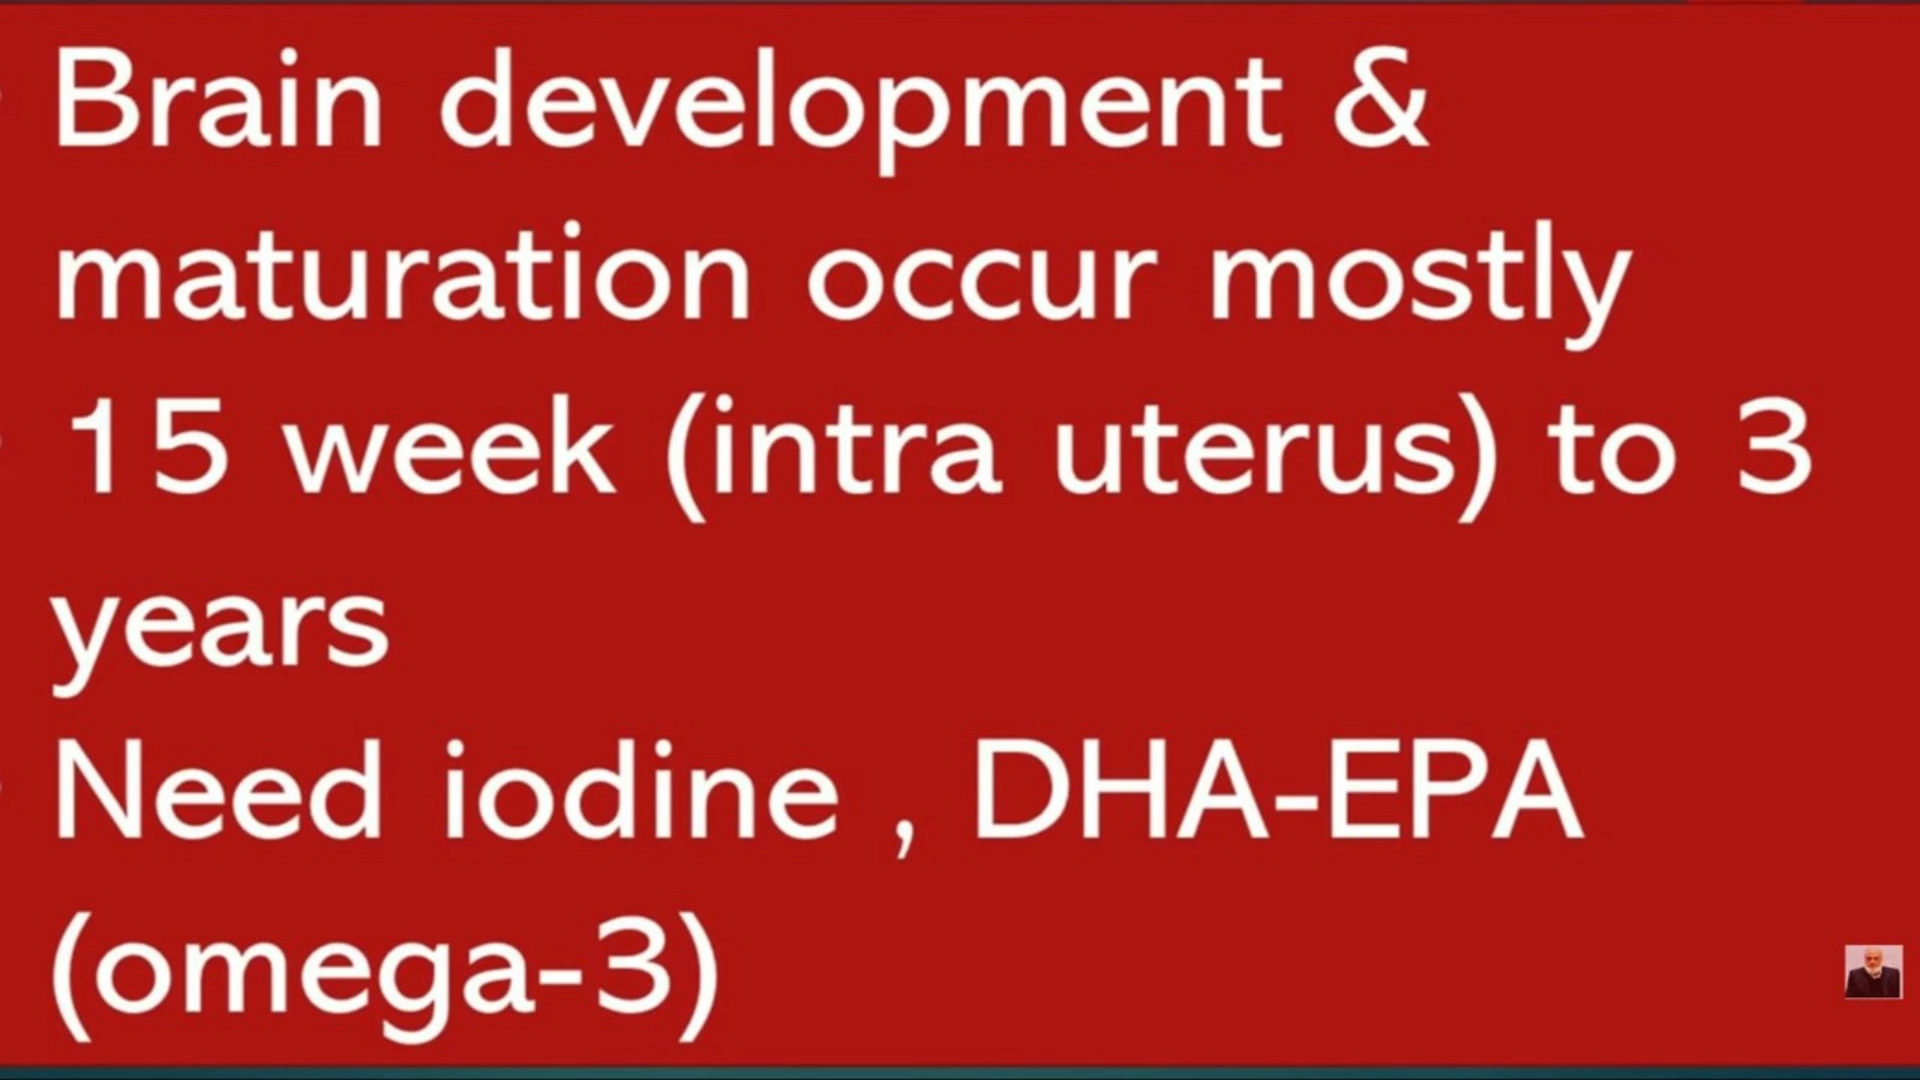 Brain development &
maturation occur mostly
15 week (intra uterus) to 3
years
Need iodine , DHA-EPA
(omega-3)